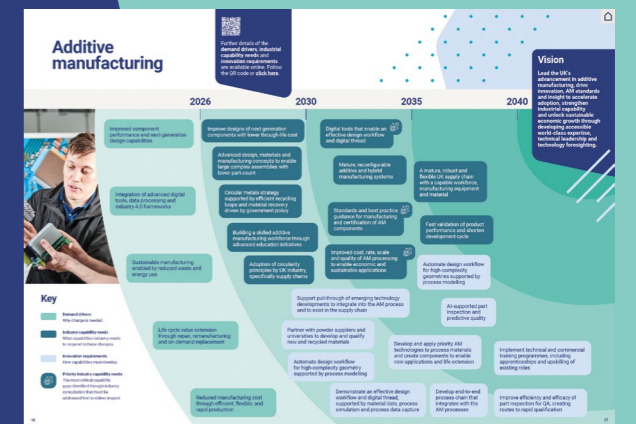 Additive
manufacturing
Further details of the
demand drivers, industrial
capability needs and
innovation requirements
are available online. Follow
the QR code or click here.
Vision
Lead the UK's
advancement in additive
manufacturing, drive
innovation, AM standards
and insight to accelerate
adoption, strengthen
industrial capability
and unlock sustainable
economic growth through
developing accessible
world-class expertise,
technical leadership and
technology foresighting.
2026
2030
2035
2040
Improved component
performance and next-generation
design capabilities
Integration of advanced digital
tools, data processing and
industry 4.0 frameworks
Sustainable manufacturing
enabled by reduced waste and
energy use
Life cycle value extension
through repair, remanufacturing
and on demand replacement
Reduced manufacturing cost
through efficient, flexible, and
rapid production
Improve designs of next-generation
components with lower through-life cost
Advanced design, materials and
manufacturing concepts to enable
large complex assemblies with
lower part count
Circular metals strategy
supported by efficient recycling
loops and material recovery
driven by government policy
Building a skilled additive
manufacturing workforce through
advanced education initiatives
Adoption of circularity
principles by UK industry,
specifically supply chains
Digital tools that enable an
effective design workflow
and digital thread
Mature, reconfigurable
additive and hybrid
manufacturing systems
Standards and best practice
guidance for manufacturing
and certification of AM
components
Improved cost, rate, scale
and quality of AM processing
to enable economic and
sustainable applications
A mature, robust and
flexible UK supply chain
with a capable workforce,
manufacturing equipment
and material
Fast validation of product
performance and shorten
development cycle
Automate design workflow
for high-complexity
geometries supported by
process modelling
Support pull-through of emerging technology
developments to integrate into the AM process
and to exist in the supply chain
AI-supported part
inspection and
predictive quality
Partner with powder suppliers and
universities to develop and qualify
new and recycled materials
Automate design workflow
for high-complexity geometry
supported by process modelling
Develop and apply priority AM
technologies to process materials
and create components to enable
new applications and life extension
Implement technical and commercial
training programmes, including
apprenticeships and upskilling of
existing roles
Demonstrate an effective design
workflow and digital thread,
supported by material data, process
simulation and process data capture
Develop end-to-end
process chain that
integrates with the
AM processes
Improve efficiency and efficacy of
part inspection for QA, creating
routes to rapid qualification
Key
Demand drivers
Why change is needed.
Industry capability needs
What capabilities industry needs
to respond to these changes.
Innovation requirements
How capabilities must develop.
Priority industry capability needs
The most critical capability
gaps identified through industry
consultation that must be
addressed first to deliver impact.